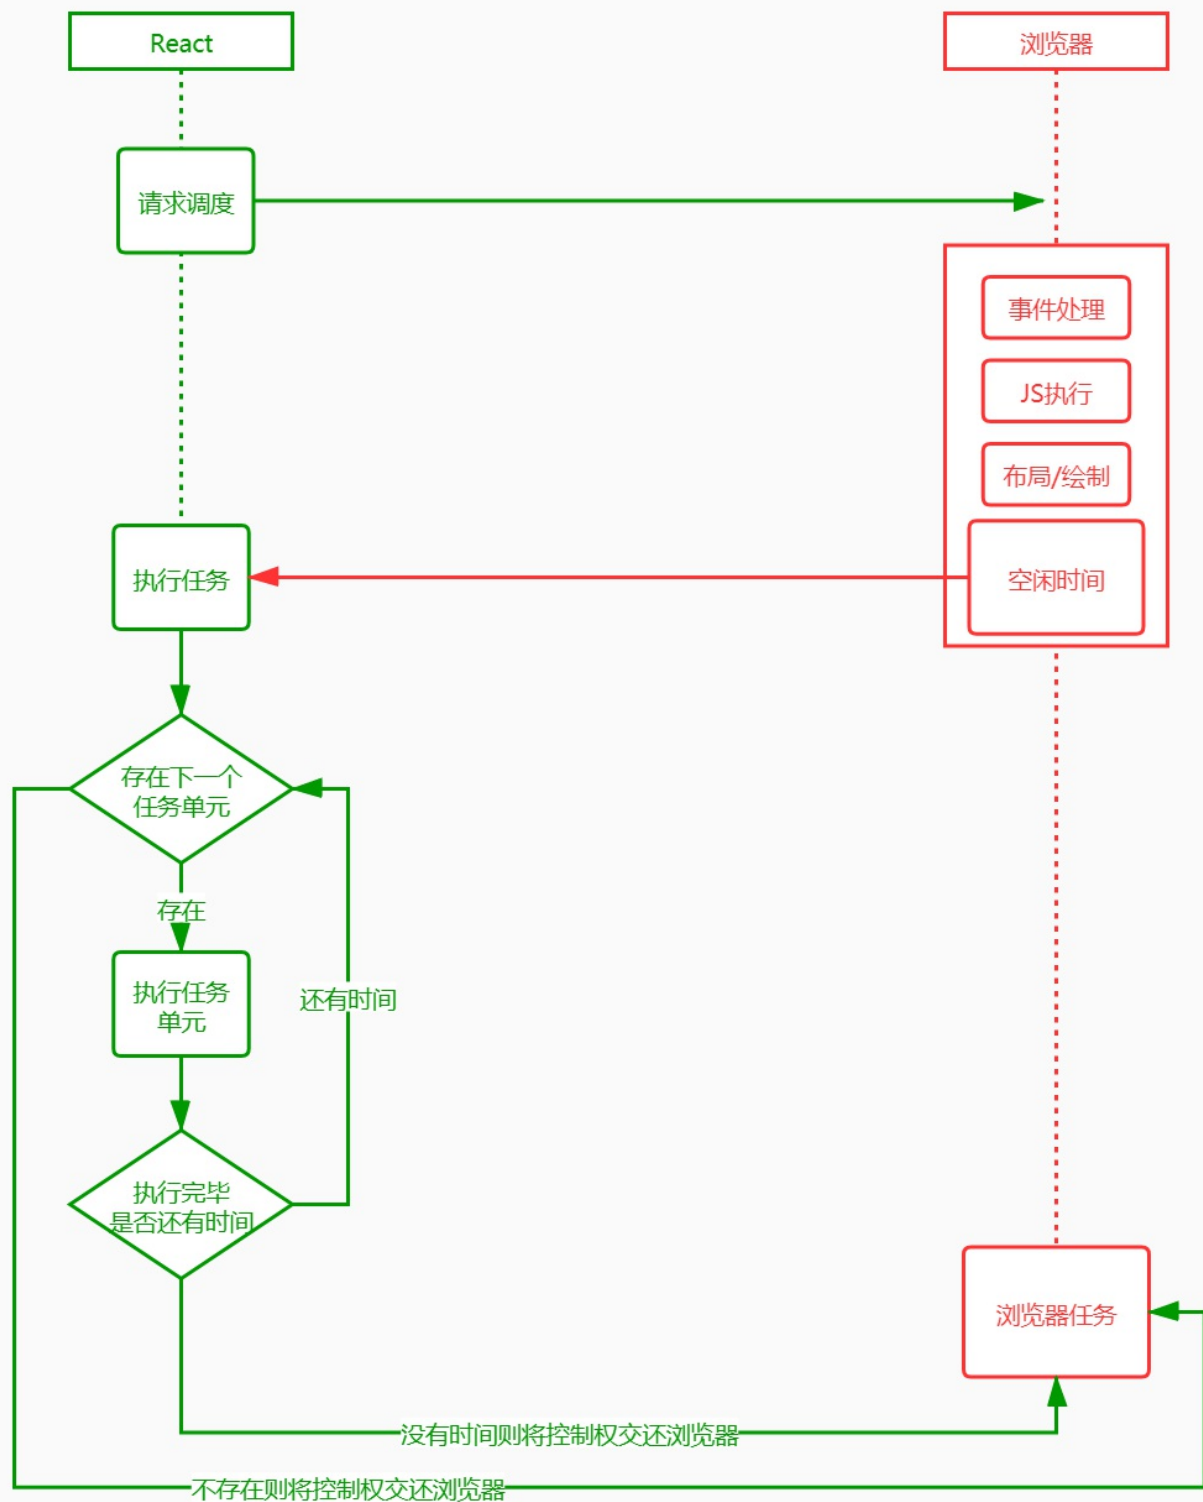 React
浏览器
请求调度
事件处理
JS执行
布局/绘制
执行任务
空闲时间
存在下一个
任务单元
存在
执行任务
单元
还有时间
执行完毕
是否还有时间
浏览器任务
没有时间则将控制权交还浏览器
不存在则将控制权交还浏览器